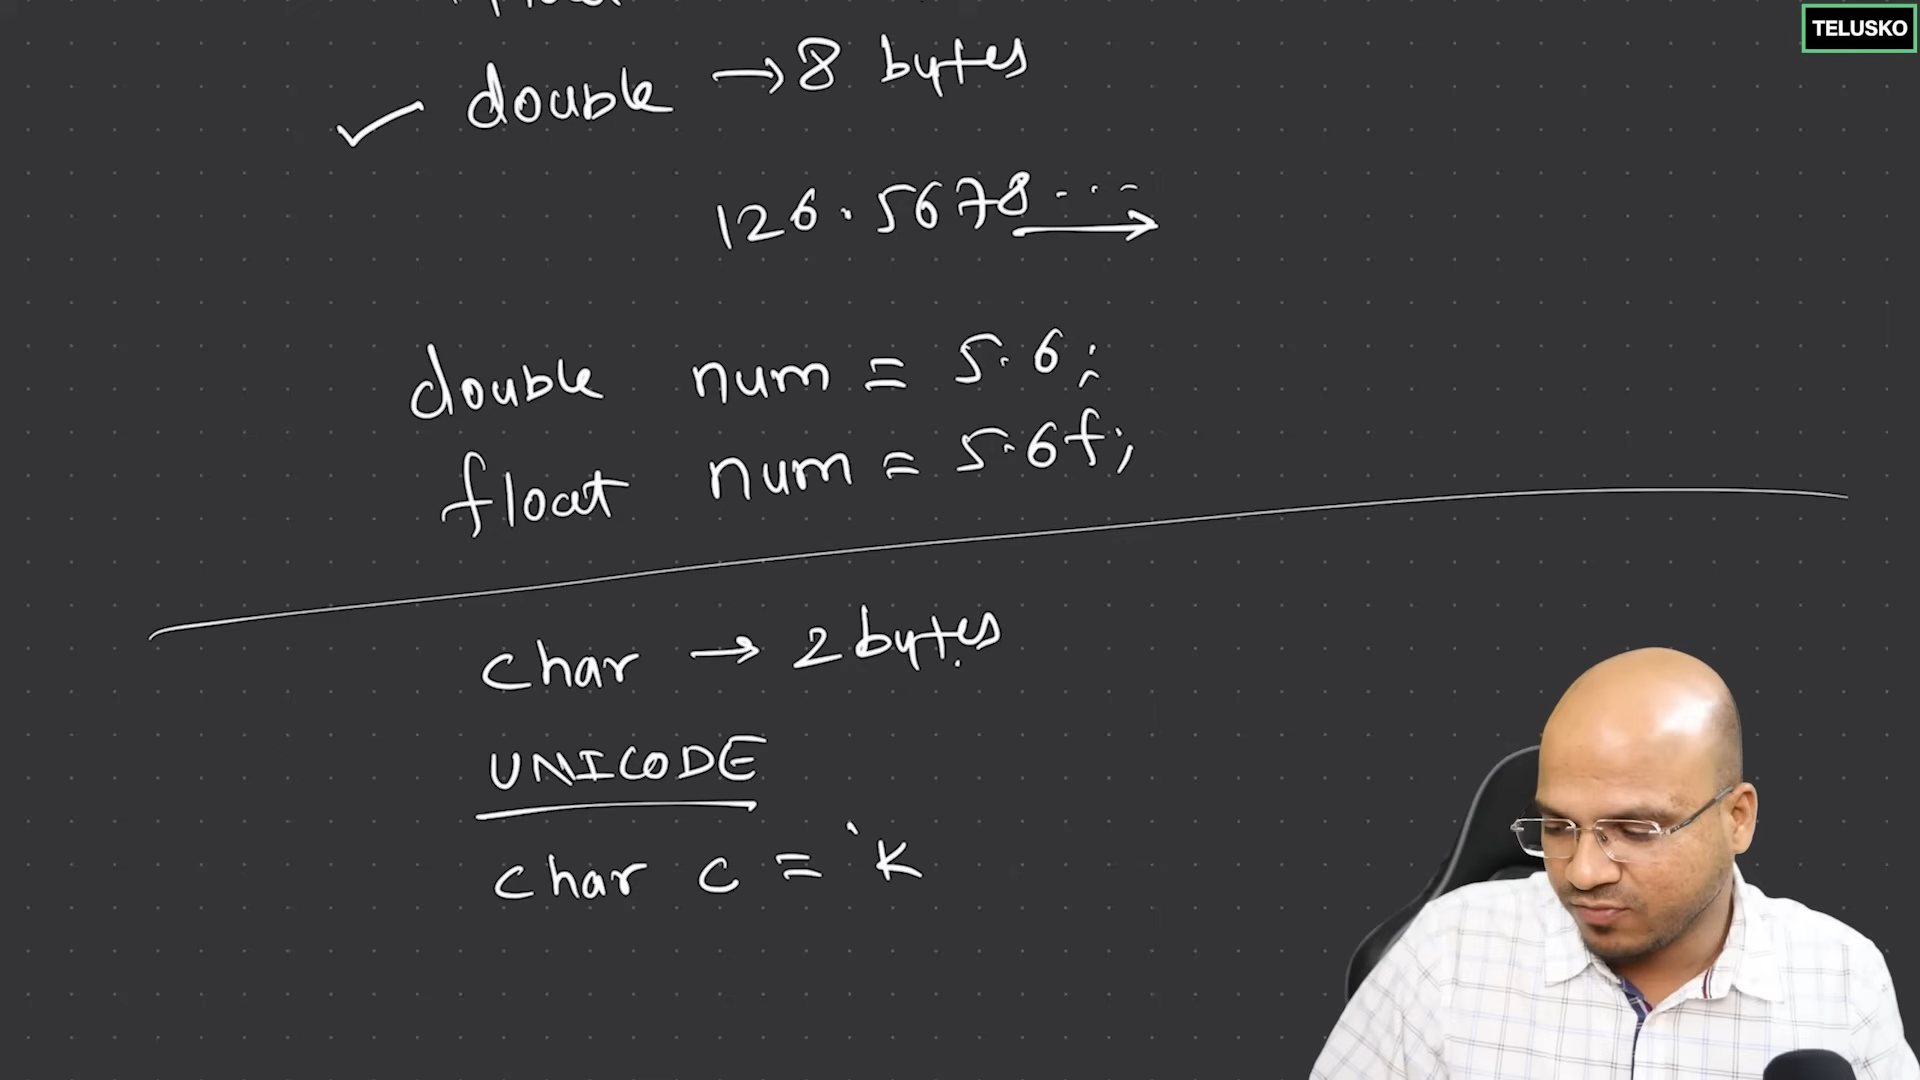 TELUSKO
✓ double → 8 bytes
126.5678...
double num = 5.6;
float num = 5.6f;
char → 2 bytes
UNICODE
char c = 'k